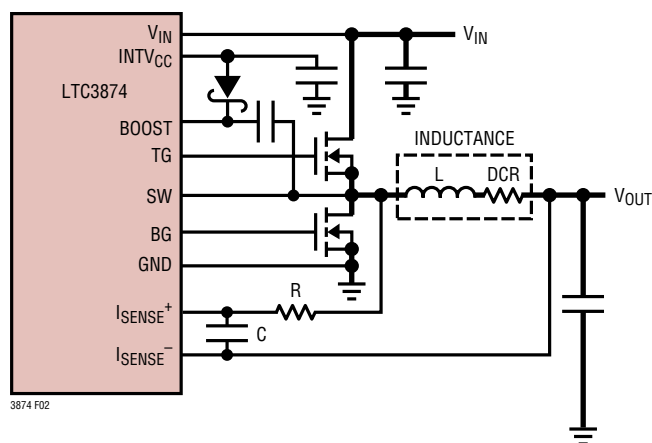 V_IN
INTV_CC
LTC3874
BOOST
TG
SW
BG
GND
I_SENSE^+
I_SENSE^–
V_IN
INDUCTANCE
L DCR
V_OUT
R
C
3874 F02